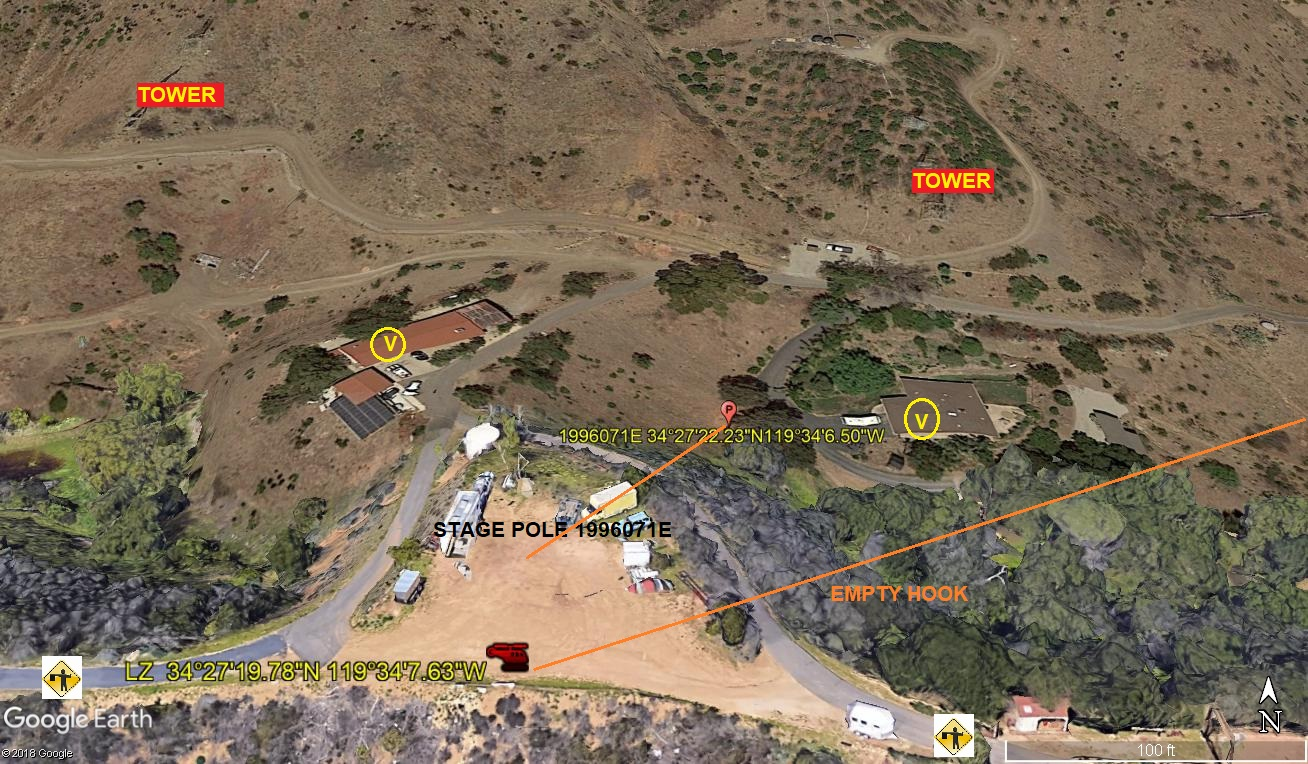 TOWER
TOWER
V
V
P
1996071E 34°27'22.23"N119°34'6.50"W
STAGE POLE 1996071E
EMPTY HOOK
LZ 34°27'19.78"N 119°34'7.63"W
N
Google Earth
©2018 Google
100 ft